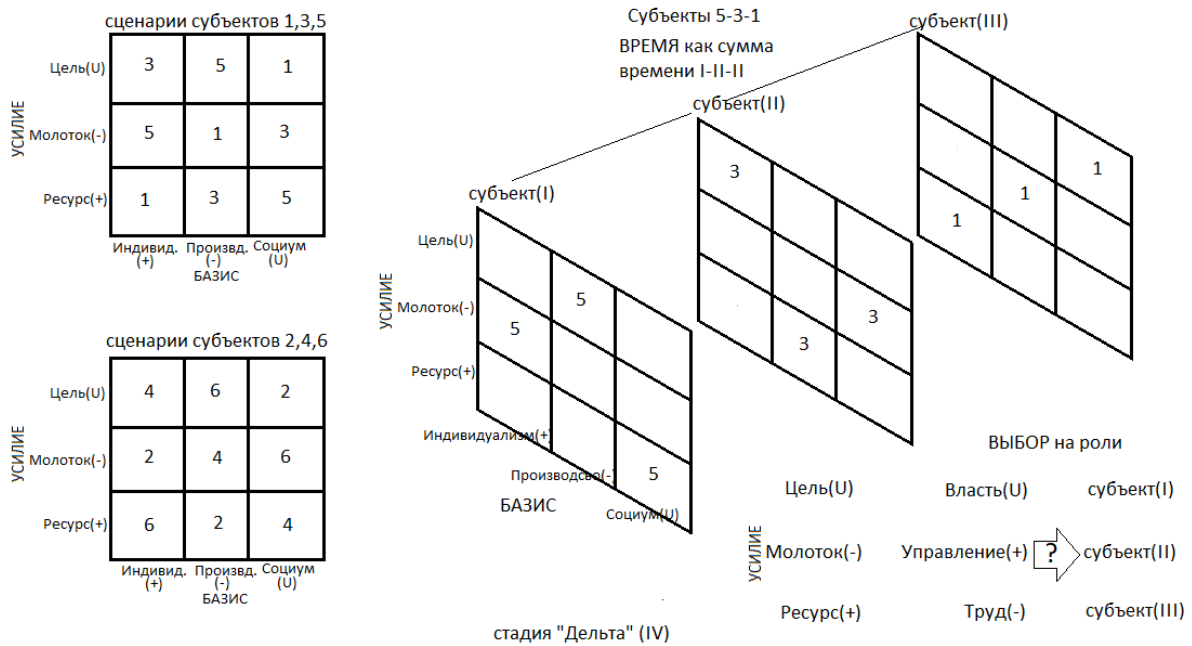 сценарии субъектов 1,3,5
УСИЛИЕ
Цель(U)
3 5 1
Молоток(-)
5 1 3
Ресурс(+)
1 3 5
Индивид. Произвд. Социум
(+) (-) (U)
БАЗИС
сценарии субъектов 2,4,6
УСИЛИЕ
Цель(U)
4 6 2
Молоток(-)
2 4 6
Ресурс(+)
6 2 4
Индивид. Произвд. Социум
(+) (-) (U)
БАЗИС
Субъекты 5-3-1
ВРЕМЯ как сумма
времени I-II-II
субъект(III)
1
1
1
субъект(II)
3
3
3
субъект(I)
УСИЛИЕ
Цель(U)
5
Молоток(-)
5
Ресурс(+)
5
Индивидуализм(+)
Производсво(-)
Социум(U)
БАЗИС
стадия "Дельта" (IV)
ВЫБОР на роли
УСИЛИЕ
Цель(U) Власть(U) субъект(I)
Молоток(-) Управление(+) ? субъект(II)
Ресурс(+) Труд(-) субъект(III)